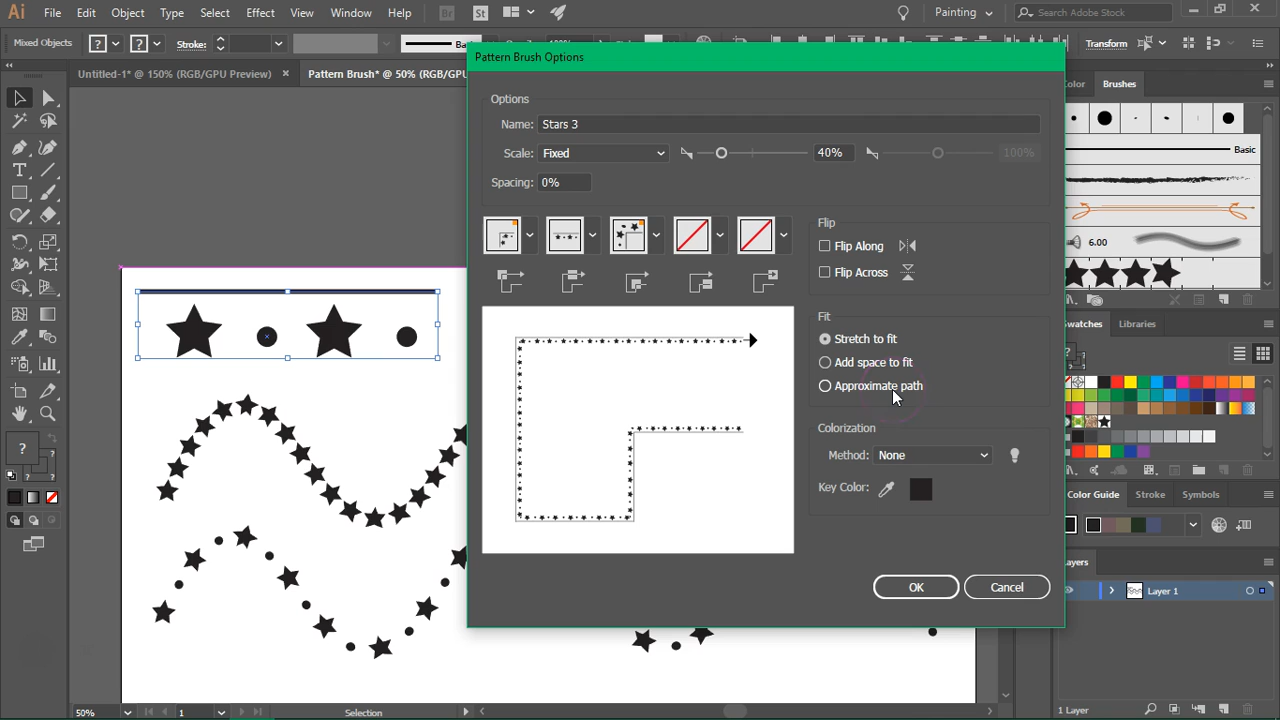 Ai File Edit Object Type Select Effect View Window Help Br St Painting Search Adobe Stock
Mixed Objects ? ? Stroke: Basic Transform
Untitled-1* @ 150% (RGB/GPU Preview) × Pattern Brush* @ 50% (RGB/GPU
Pattern Brush Options
Options
Name: Stars 3
Scale: Fixed 40% 100%
Spacing: 0%
Flip
Flip Along
Flip Across
Fit
Stretch to fit
Add space to fit
Approximate path
Colorization
Method: None
Key Color:
OK Cancel
Color Brushes
Basic
6.00
Swatches Libraries
?
Color Guide Stroke Symbols
Layers
Layer 1
1 Layer
?
50% 1 Selection